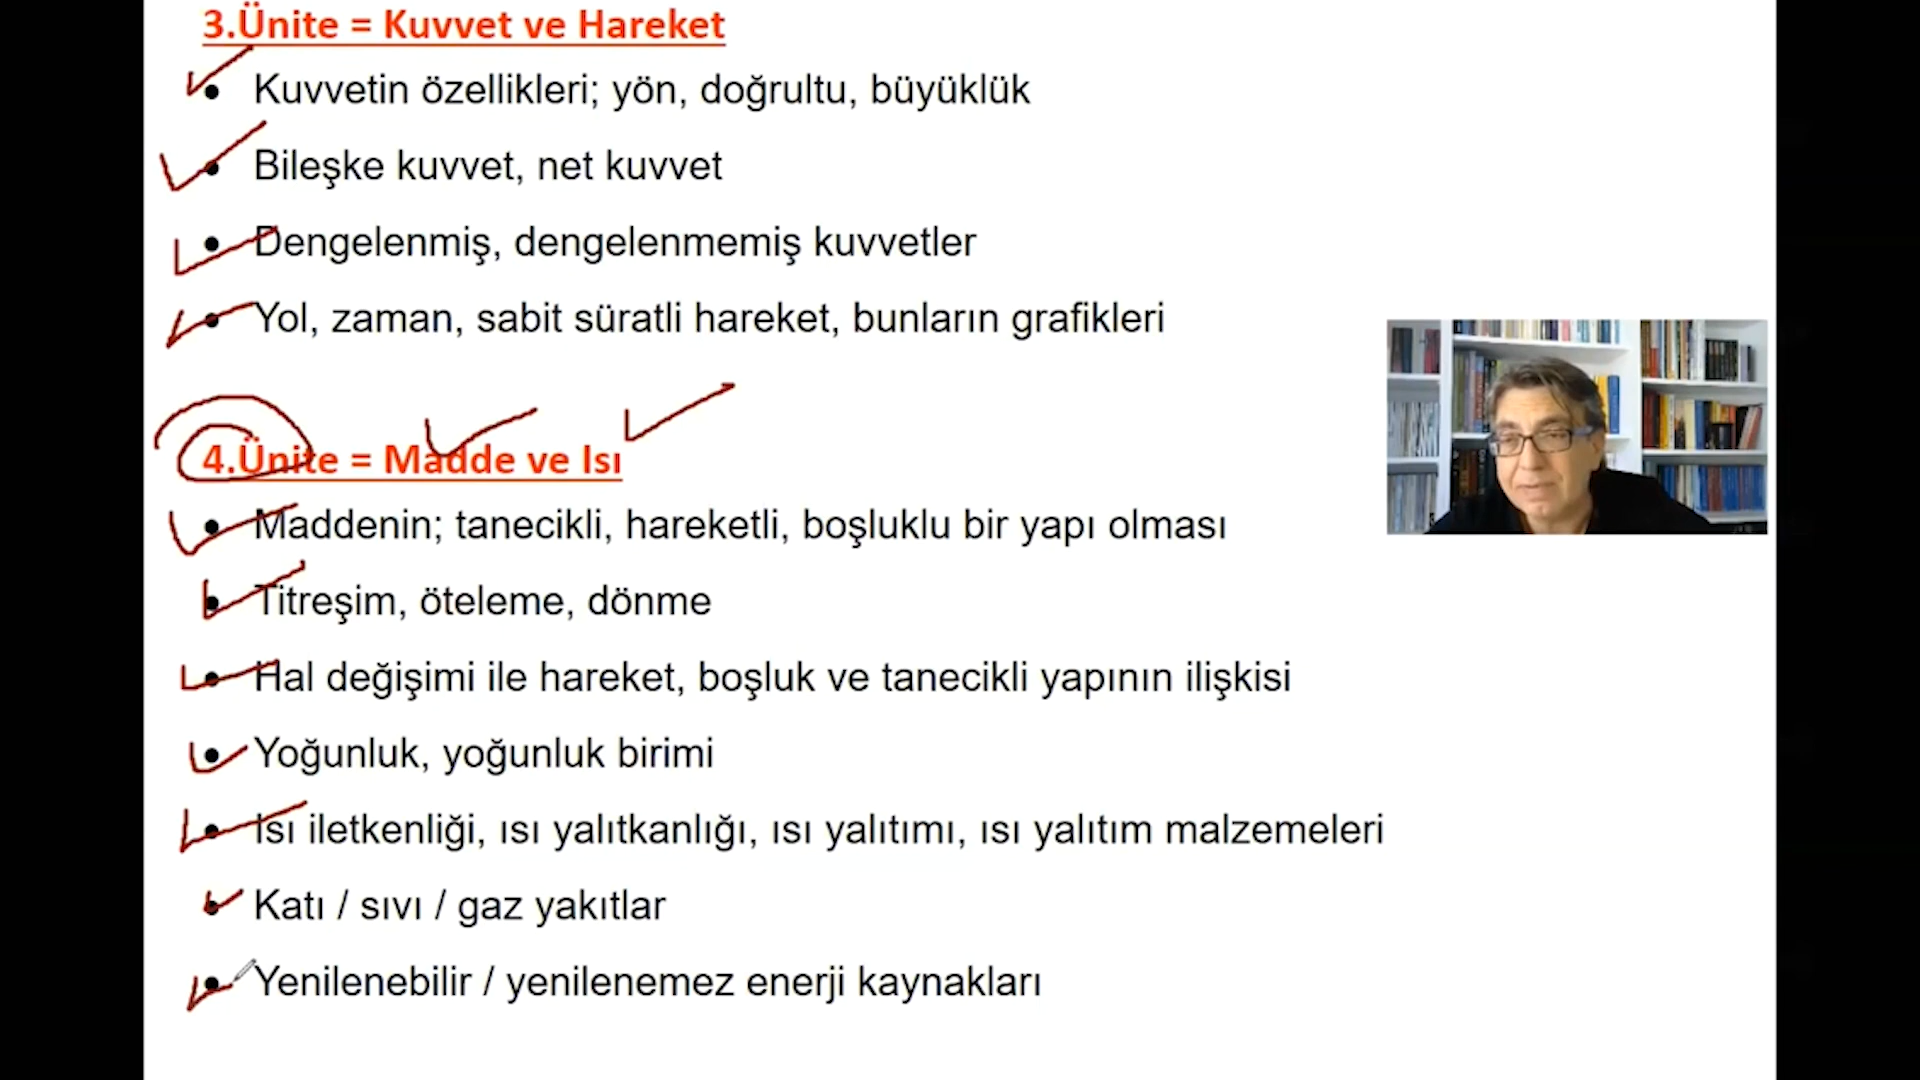 3.Ünite = Kuvvet ve Hareket
• Kuvvetin özellikleri; yön, doğrultu, büyüklük
• Bileşke kuvvet, net kuvvet
• Dengelenmiş, dengelenmemiş kuvvetler
• Yol, zaman, sabit süratli hareket, bunların grafikleri
4.Ünite = Madde ve Isı
• Maddenin; tanecikli, hareketli, boşluklu bir yapı olması
• Titreşim, öteleme, dönme
• Hal değişimi ile hareket, boşluk ve tanecikli yapının ilişkisi
• Yoğunluk, yoğunluk birimi
• Isı iletkenliği, ısı yalıtkanlığı, ısı yalıtımı, ısı yalıtım malzemeleri
• Katı / sıvı / gaz yakıtlar
• Yenilenebilir / yenilenemez enerji kaynakları